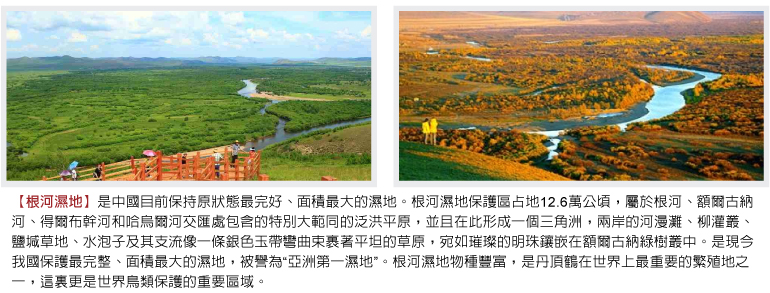 【根河濕地】是中國目前保持原狀態最完好、面積最大的濕地。根河濕地保護區占地12.6萬公頃，屬於根河、額爾古納
河、得爾布幹河和哈烏爾河交匯處包含的特別大範同的泛洪平原，並且在此形成一個三角洲，兩岸的河漫灘、柳灌叢、
鹽堿草地、水泡子及其支流像一條銀色玉帶彎曲束裹著平坦的草原，宛如璀璨的明珠鑲嵌在額爾古納綠樹叢中。是現今
我國保護最完整、面積最大的濕地，被譽為“亞洲第一濕地”。根河濕地物種豐富，是丹頂鶴在世界上最重要的繁殖地之
一，這裏更是世界鳥類保護的重要區域。